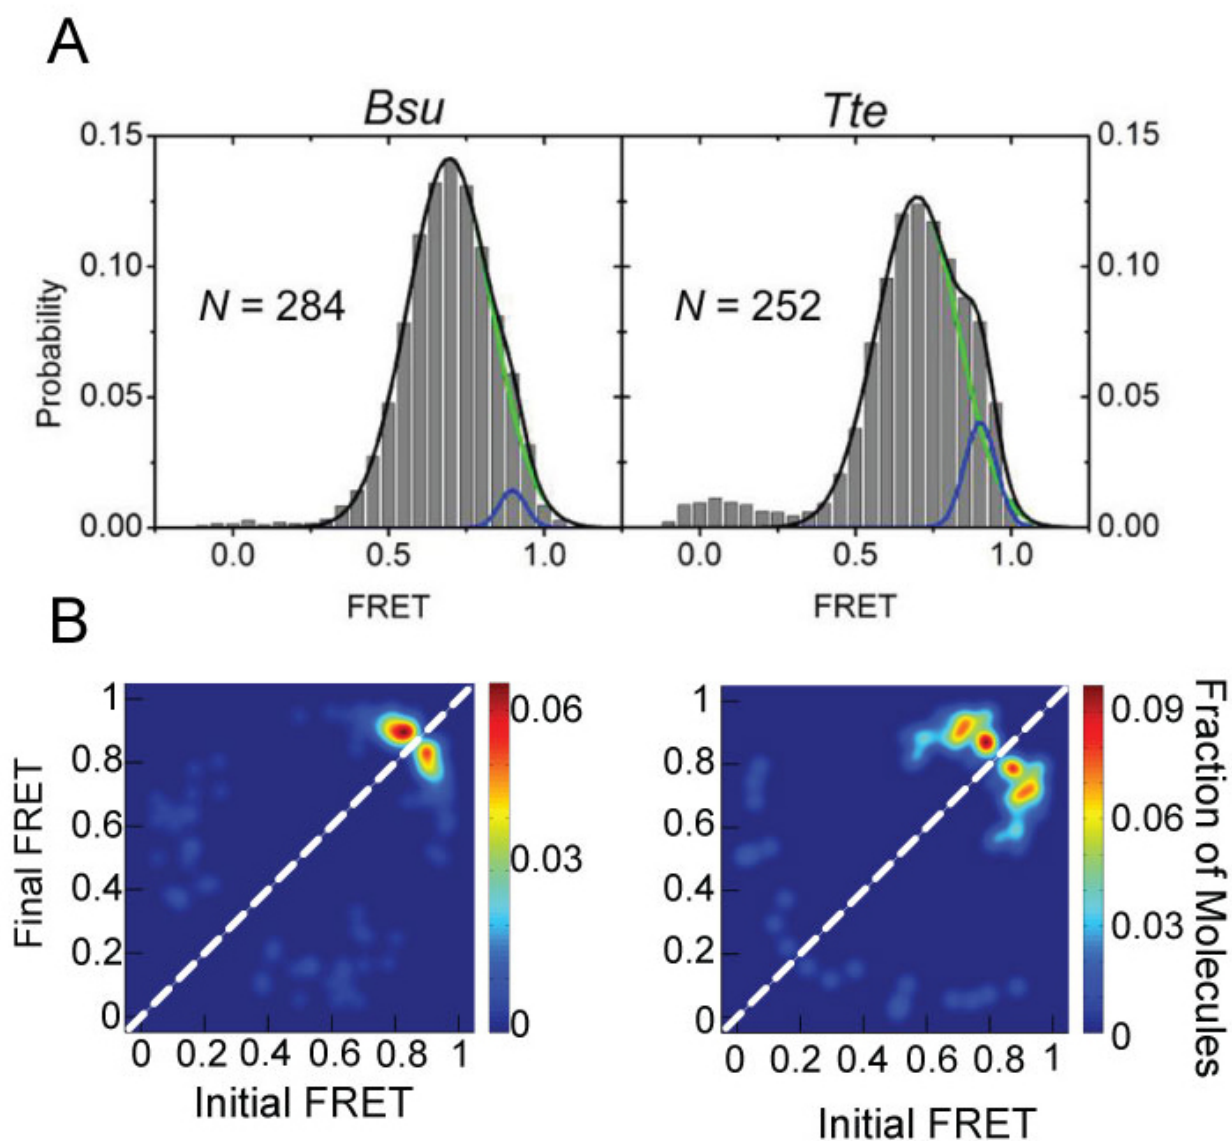 A
Bsu
Tte
0.15
0.10
0.05
0.00
Probability
N = 284
N = 252
0.15
0.10
0.05
0.00
0.0 0.5 1.0
0.0 0.5 1.0
FRET
FRET
B
1
0.8
0.6
0.4
0.2
0
Final FRET
0 0.2 0.4 0.6 0.8 1
Initial FRET
0.06
0.03
0
1
0.8
0.6
0.4
0.2
0
0 0.2 0.4 0.6 0.8 1
Initial FRET
0.09
0.06
0.03
0
Fraction of Molecules